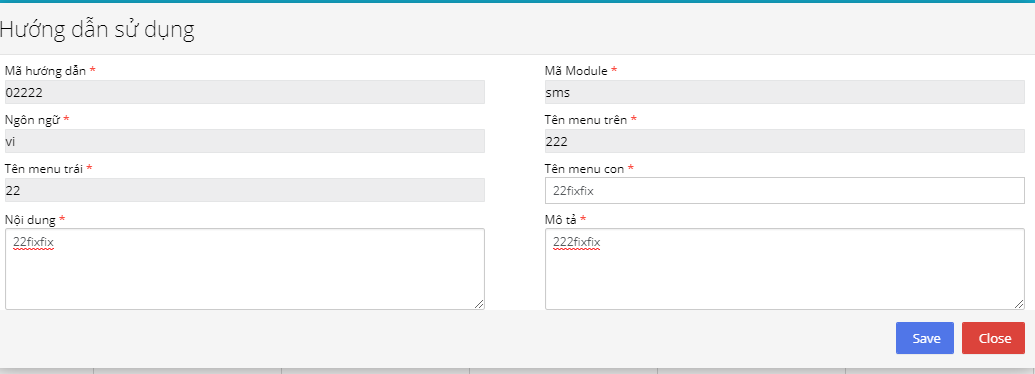 Hướng dẫn sử dụng
Mã hướng dẫn *
Mã Module *
02222
sms
Ngôn ngữ *
Tên menu trên *
vi
222
Tên menu trái *
Tên menu con *
22
22fixfix
Nội dung *
Mô tả *
22fixfix
222fixfix
Save
Close